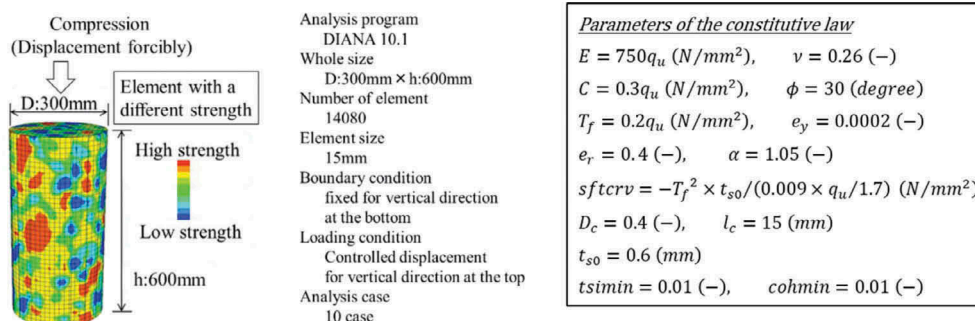 Compression
(Displacement forcibly)
D:300mm
Element with a
different strength
High strength
Low strength
h:600mm
Analysis program
DIANA 10.1
Whole size
D:300mm × h:600mm
Number of element
14080
Element size
15mm
Boundary condition
fixed for vertical direction
at the bottom
Loading condition
Controlled displacement
for vertical direction at the top
Analysis case
10 case
Parameters of the constitutive law
E = 750q_u (N/mm²), ν = 0.26 (−)
C = 0.3q_u (N/mm²), ϕ = 30 (degree)
T_f = 0.2q_u (N/mm²), e_y = 0.0002 (−)
e_r = 0.4 (−), α = 1.05 (−)
sftcrv = −T_f² × t_s0/(0.009 × q_u/1.7) (N/mm²)
D_c = 0.4 (−), l_c = 15 (mm)
t_s0 = 0.6 (mm)
tsimin = 0.01 (−), cohmin = 0.01 (−)